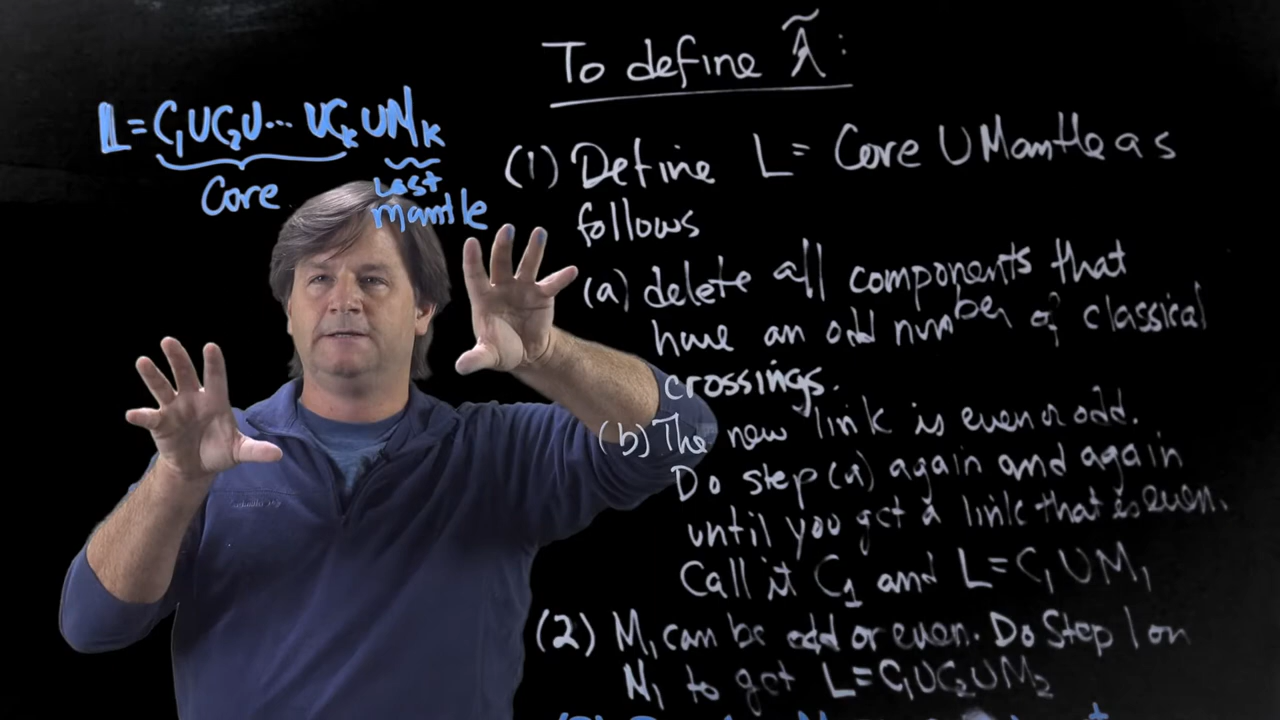 L = C₁ ∪ C₂ ∪ ... ∪ Cₖ ∪ Mₖ
Core
Last
mantle
To define λ̃:
(1) Define L = Core ∪ Mantle as
follows
(a) delete all components that
have an odd number of classical
crossings.
(b) The new link is even or odd.
Do step (a) again and again
until you get a link that is even.
Call it C₁ and L = C₁ ∪ M₁
(2) M₁ can be odd or even. Do Step 1 on
M₁ to get L = C₁ ∪ C₂ ∪ M₂